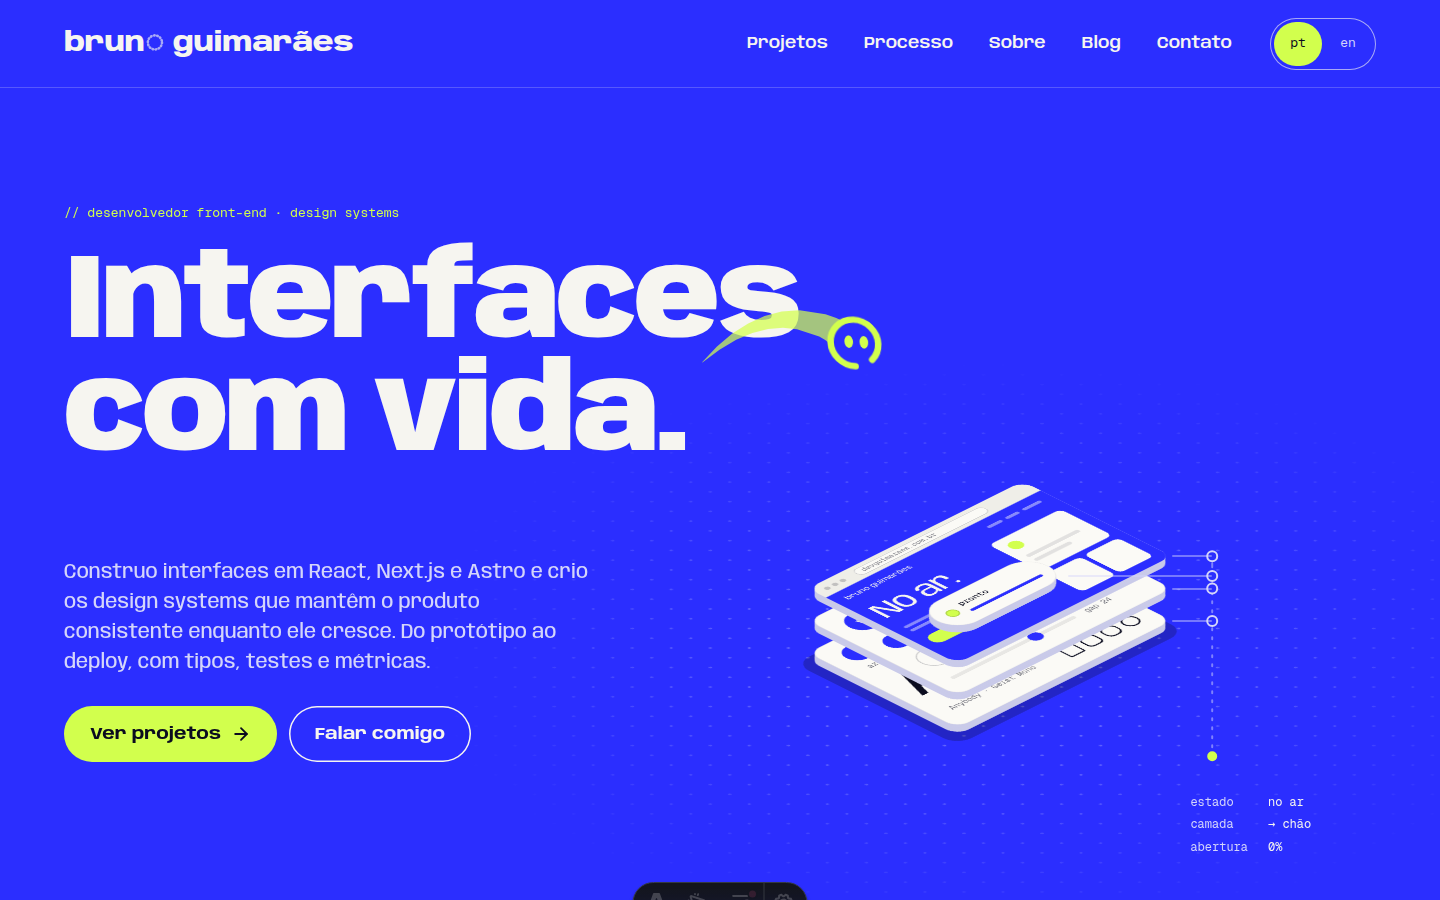 bruno guimarães
Projetos
Processo
Sobre
Blog
Contato
pt
en
// desenvolvedor front-end · design systems
Interfaces
com vida.
Construo interfaces em React, Next.js e Astro e crio
os design systems que mantêm o produto
consistente enquanto ele cresce. Do protótipo ao
deploy, com tipos, testes e métricas.
Ver projetos →
Falar comigo
bruno guimarães
No ar.
pronto
gap 24
estado no ar
camada → chão
abertura 0%